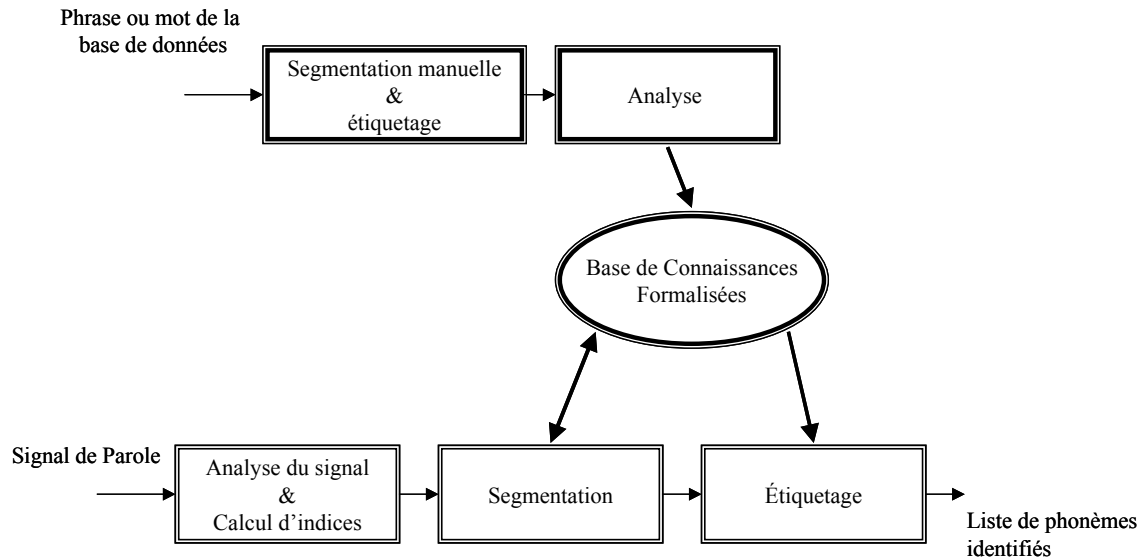 Phrase ou mot de la
base de données
Segmentation manuelle
&
étiquetage
Analyse
Base de Connaissances
Formalisées
Signal de Parole
Analyse du signal
&
Calcul d’indices
Segmentation
Étiquetage
Liste de phonèmes
identifiés